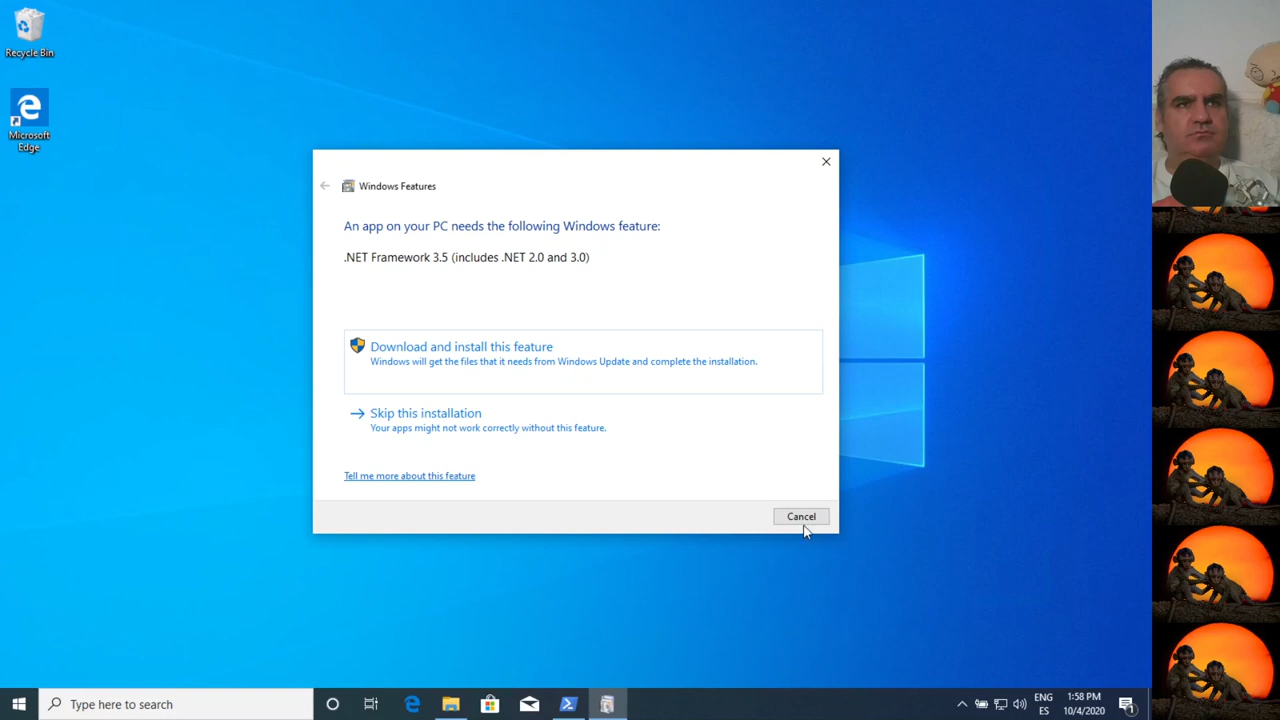 Recycle Bin
Microsoft
Edge
Windows Features
An app on your PC needs the following Windows feature:
.NET Framework 3.5 (includes .NET 2.0 and 3.0)
Download and install this feature
Windows will get the files that it needs from Windows Update and complete the installation.
Skip this installation
Your apps might not work correctly without this feature.
Tell me more about this feature
Cancel
Type here to search
ENG
ES
1:58 PM
10/4/2020
1